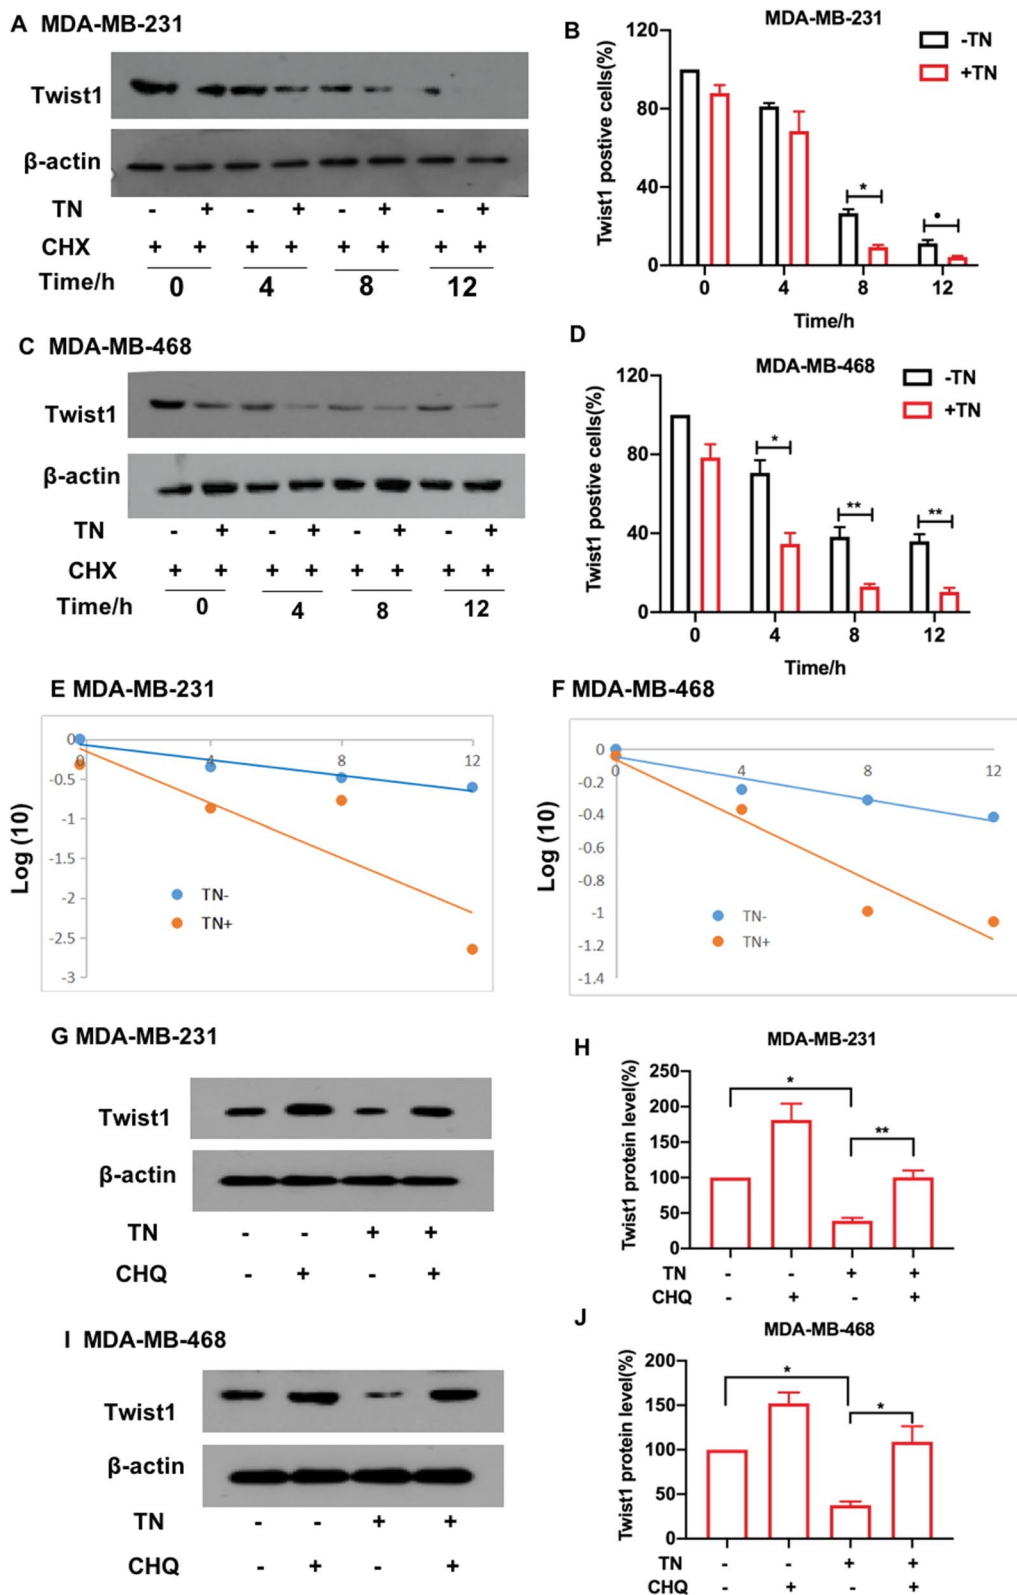 A MDA-MB-231
Twist1
β-actin
TN - + - + - + - +
CHX + + + + + + + +
Time/h 0 4 8 12
B MDA-MB-231
-TN
+TN
Twist1 postive cells(%)
120
80
40
0
* •
0 4 8 12
Time/h
C MDA-MB-468
Twist1
β-actin
TN - + - + - + - +
CHX + + + + + + + +
Time/h 0 4 8 12
D
MDA-MB-468
-TN
+TN
Twist1 postive cells(%)
120
80
40
0
* ** **
0 4 8 12
Time/h
E MDA-MB-231
Log (10)
0
-0.5
-1
-1.5
-2
-2.5
-3
0 4 8 12
TN-
TN+
F MDA-MB-468
Log (10)
0
-0.2
-0.4
-0.6
-0.8
-1
-1.2
-1.4
0 4 8 12
TN-
TN+
G MDA-MB-231
Twist1
β-actin
TN - - + +
CHQ - + - +
H
MDA-MB-231
Twist1 protein level(%)
250
200
150
100
50
0
* **
TN - - + +
CHQ - + - +
I MDA-MB-468
Twist1
β-actin
TN - - + +
CHQ - + - +
J
MDA-MB-468
Twist1 protein level(%)
200
150
100
50
0
* *
TN - - + +
CHQ - + - +